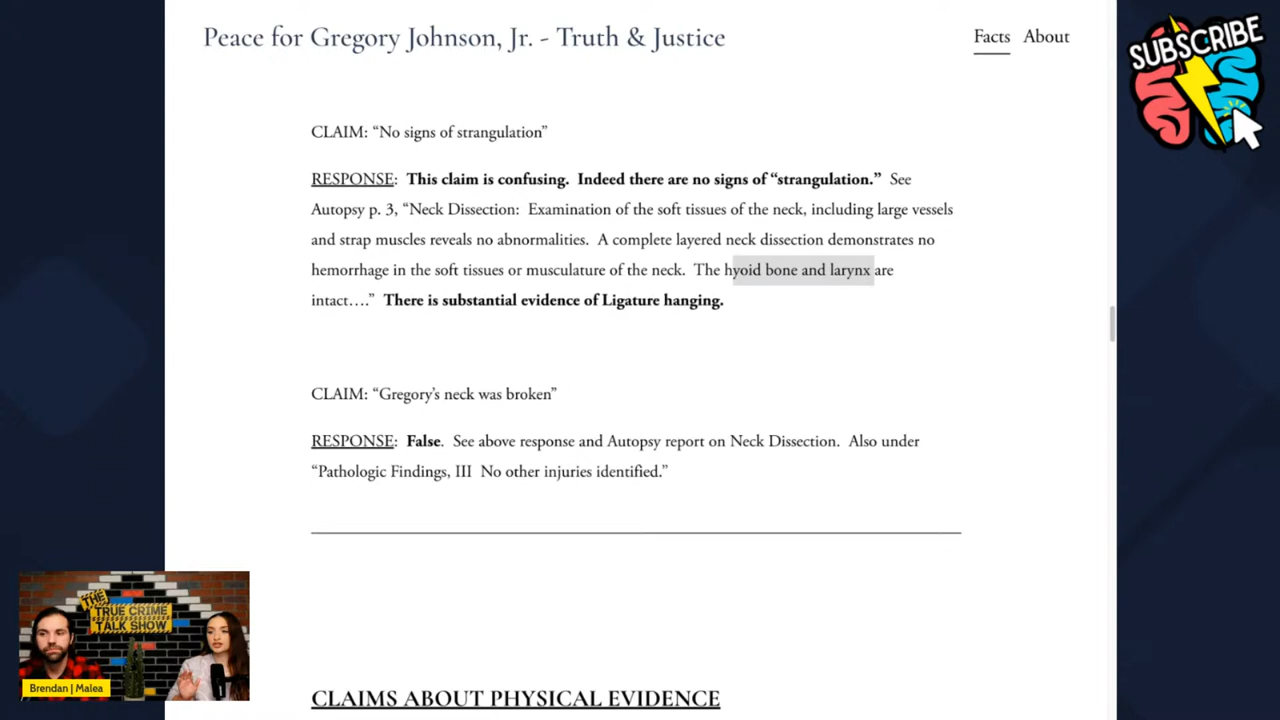 Peace for Gregory Johnson, Jr. - Truth & Justice
Facts About
SUBSCRIBE
CLAIM: “No signs of strangulation”
RESPONSE: This claim is confusing. Indeed there are no signs of “strangulation.” See
Autopsy p. 3, “Neck Dissection: Examination of the soft tissues of the neck, including large vessels
and strap muscles reveals no abnormalities. A complete layered neck dissection demonstrates no
hemorrhage in the soft tissues or musculature of the neck. The hyoid bone and larynx are
intact….” There is substantial evidence of Ligature hanging.
CLAIM: “Gregory’s neck was broken”
RESPONSE: False. See above response and Autopsy report on Neck Dissection. Also under
“Pathologic Findings, III No other injuries identified.”
THE
TRUE CRIME
TALK SHOW
Brendan | Malea
CLAIMS ABOUT PHYSICAL EVIDENCE